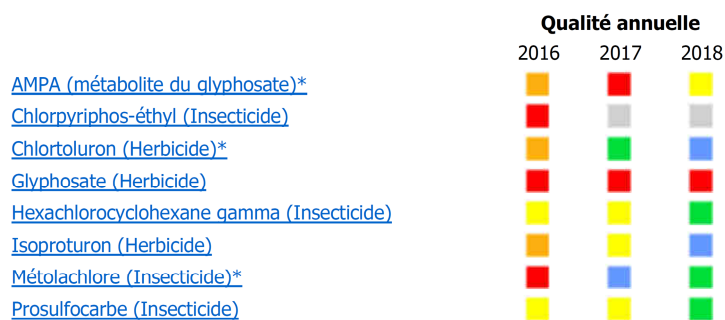 Qualité annuelle
2016 2017 2018
AMPA (métabolite du glyphosate)*
Chlorpyriphos-éthyl (Insecticide)
Chlortoluron (Herbicide)*
Glyphosate (Herbicide)
Hexachlorocyclohexane gamma (Insecticide)
Isoproturon (Herbicide)
Métolachlore (Insecticide)*
Prosulfocarbe (Insecticide)